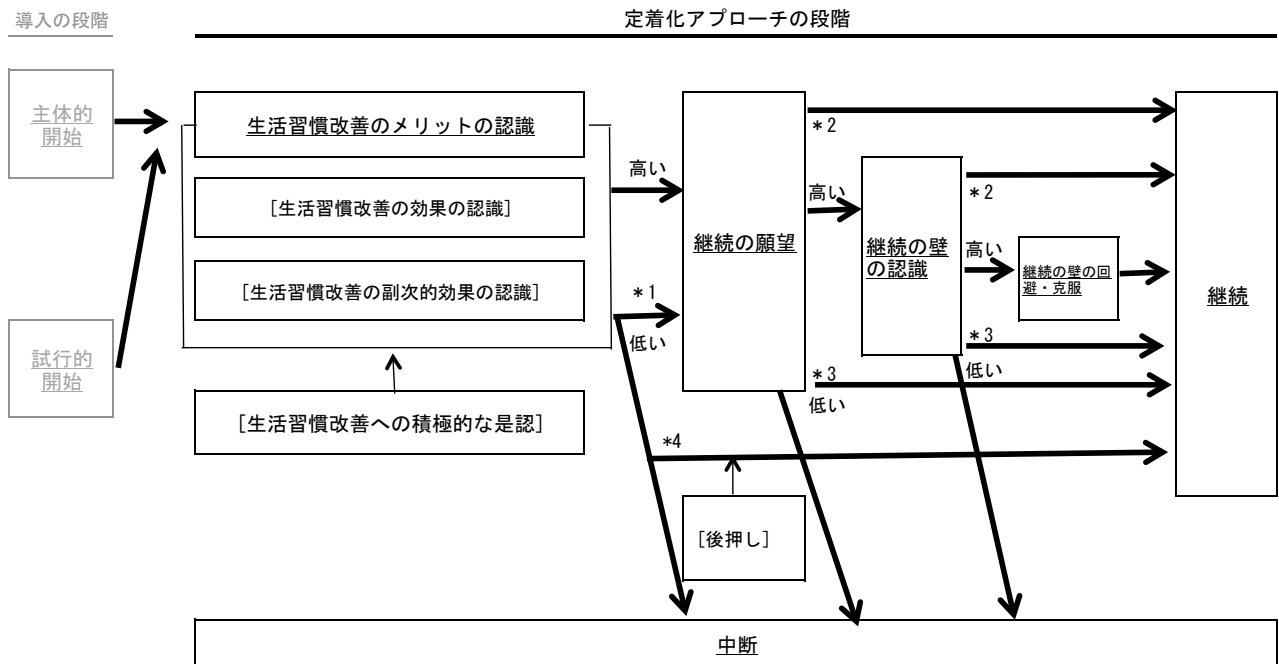 導入の段階
定着化アプローチの段階
主体的
開始
試行的
開始
生活習慣改善のメリットの認識
[生活習慣改善の効果の認識]
[生活習慣改善の副次的効果の認識]
[生活習慣改善への積極的な是認]
高い
*1
低い
継続の願望
*2
高い
*3
低い
*4
[後押し]
継続の壁
の認識
*2
高い
*3
低い
継続の壁の回
避・克服
継続
中断